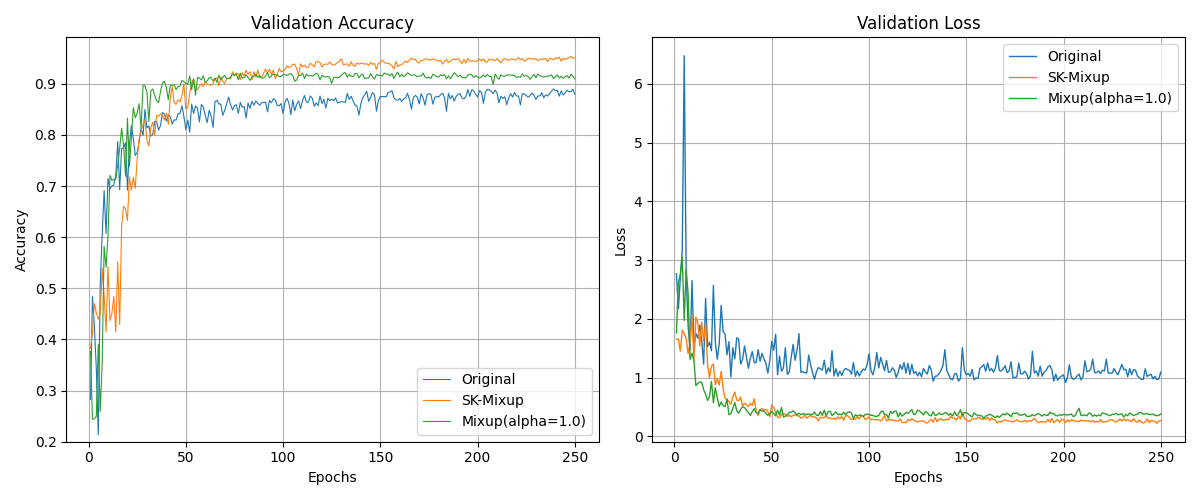 Validation Accuracy
Accuracy
0.9
0.8
0.7
0.6
0.5
0.4
0.3
0.2
0
50
100
150
200
250
Epochs
Original
SK-Mixup
Mixup(alpha=1.0)
Validation Loss
Loss
6
5
4
3
2
1
0
0
50
100
150
200
250
Epochs
Original
SK-Mixup
Mixup(alpha=1.0)